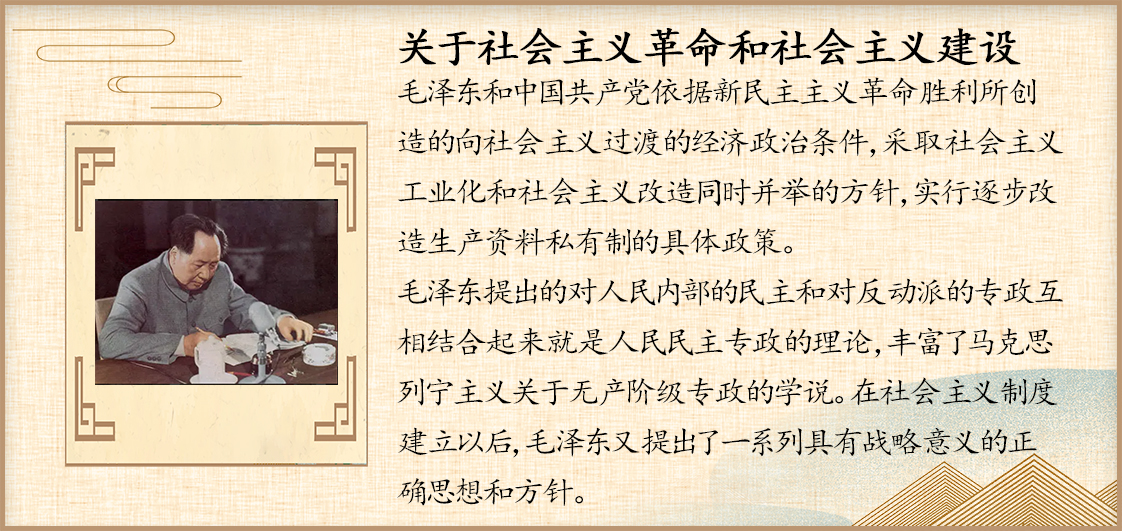 关于社会主义革命和社会主义建设
毛泽东和中国共产党依据新民主主义革命胜利所创
造的向社会主义过渡的经济政治条件,采取社会主义
工业化和社会主义改造同时并举的方针,实行逐步改
造生产资料私有制的具体政策。
毛泽东提出的对人民内部的民主和对反动派的专政互
相结合起来就是人民民主专政的理论,丰富了马克思
列宁主义关于无产阶级专政的学说。在社会主义制度
建立以后,毛泽东又提出了一系列具有战略意义的正
确思想和方针。